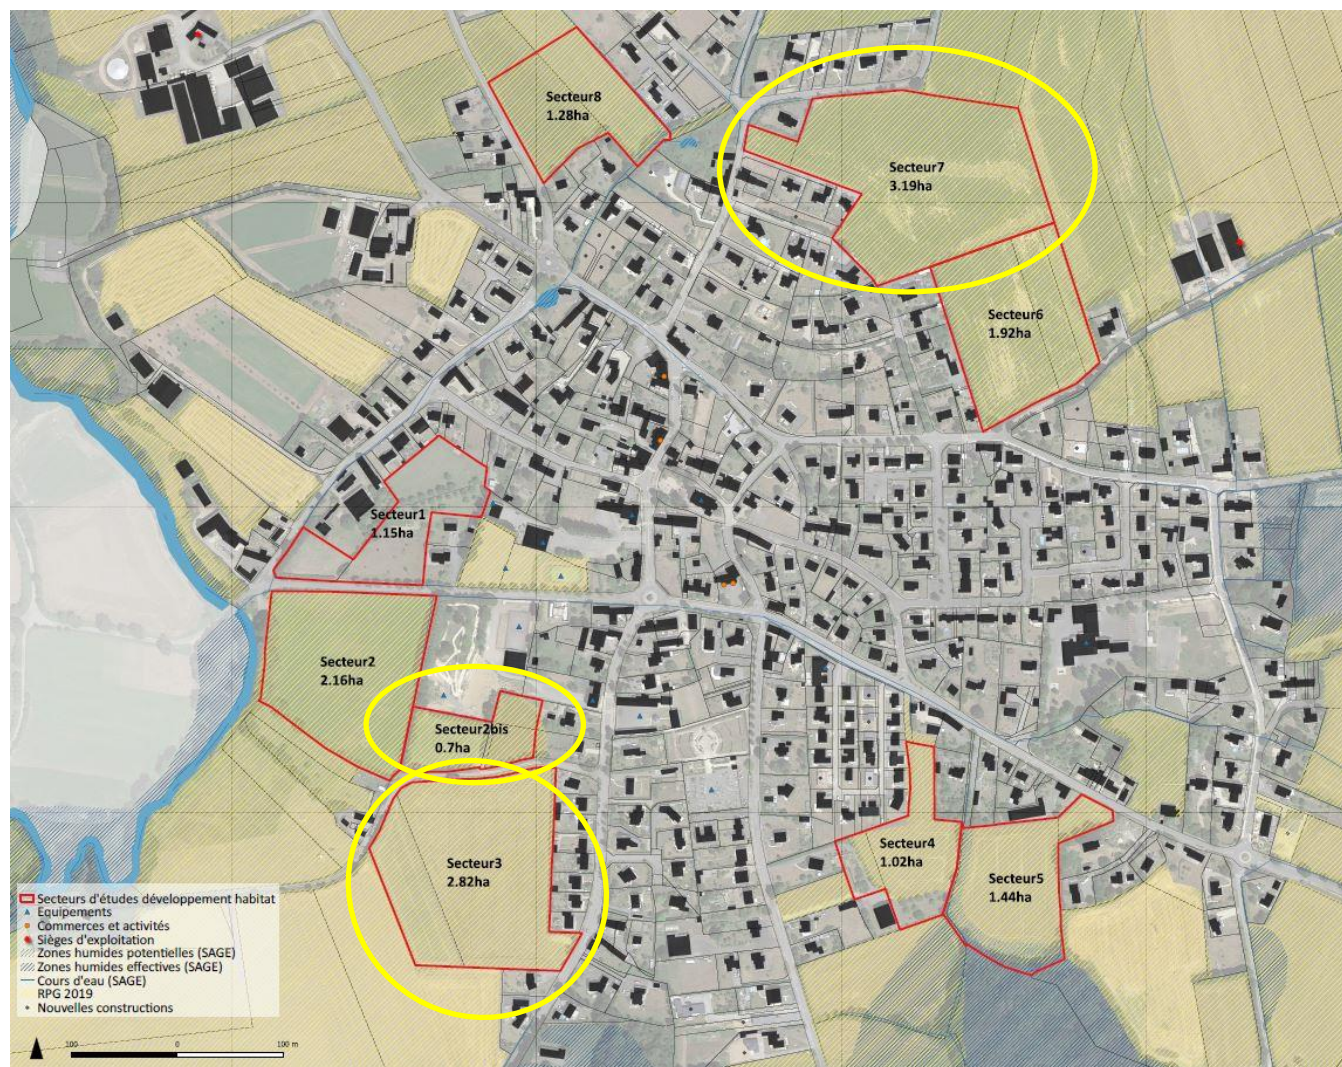 Secteur8
1.28ha
Secteur7
3.19ha
Secteur6
1.92ha
Secteur1
1.15ha
Secteur2
2.16ha
Secteur2bis
0.7ha
Secteur3
2.82ha
Secteur4
1.02ha
Secteur5
1.44ha
Secteurs d'études développement habitat
Equipements
Commerces et activités
Sièges d'exploitation
Zones humides potentielles (SAGE)
Zones humides effectives (SAGE)
Cours d'eau (SAGE)
RPG 2019
Nouvelles constructions
100 0 100 m